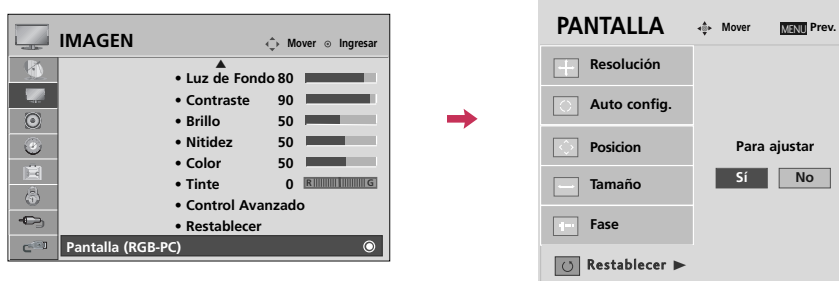 IMAGEN
Mover
Ingresar
• Luz de Fondo 80
• Contraste 90
• Brillo 50
• Nitidez 50
• Color 50
• Tinte 0 R G
• Control Avanzado
• Restablecer
Pantalla (RGB-PC)
PANTALLA
Mover
MENU Prev.
Resolución
Auto config.
Posicion
Tamaño
Fase
Restablecer
Para ajustar
Sí No